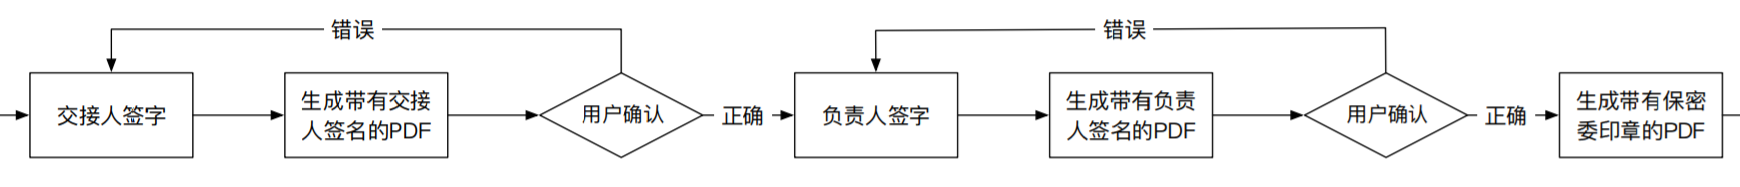 错误
错误
交接人签字
生成带有交接
人签名的PDF
用户确认
正确
负责人签字
生成带有负责
人签名的PDF
用户确认
正确
生成带有保密
委印章的PDF